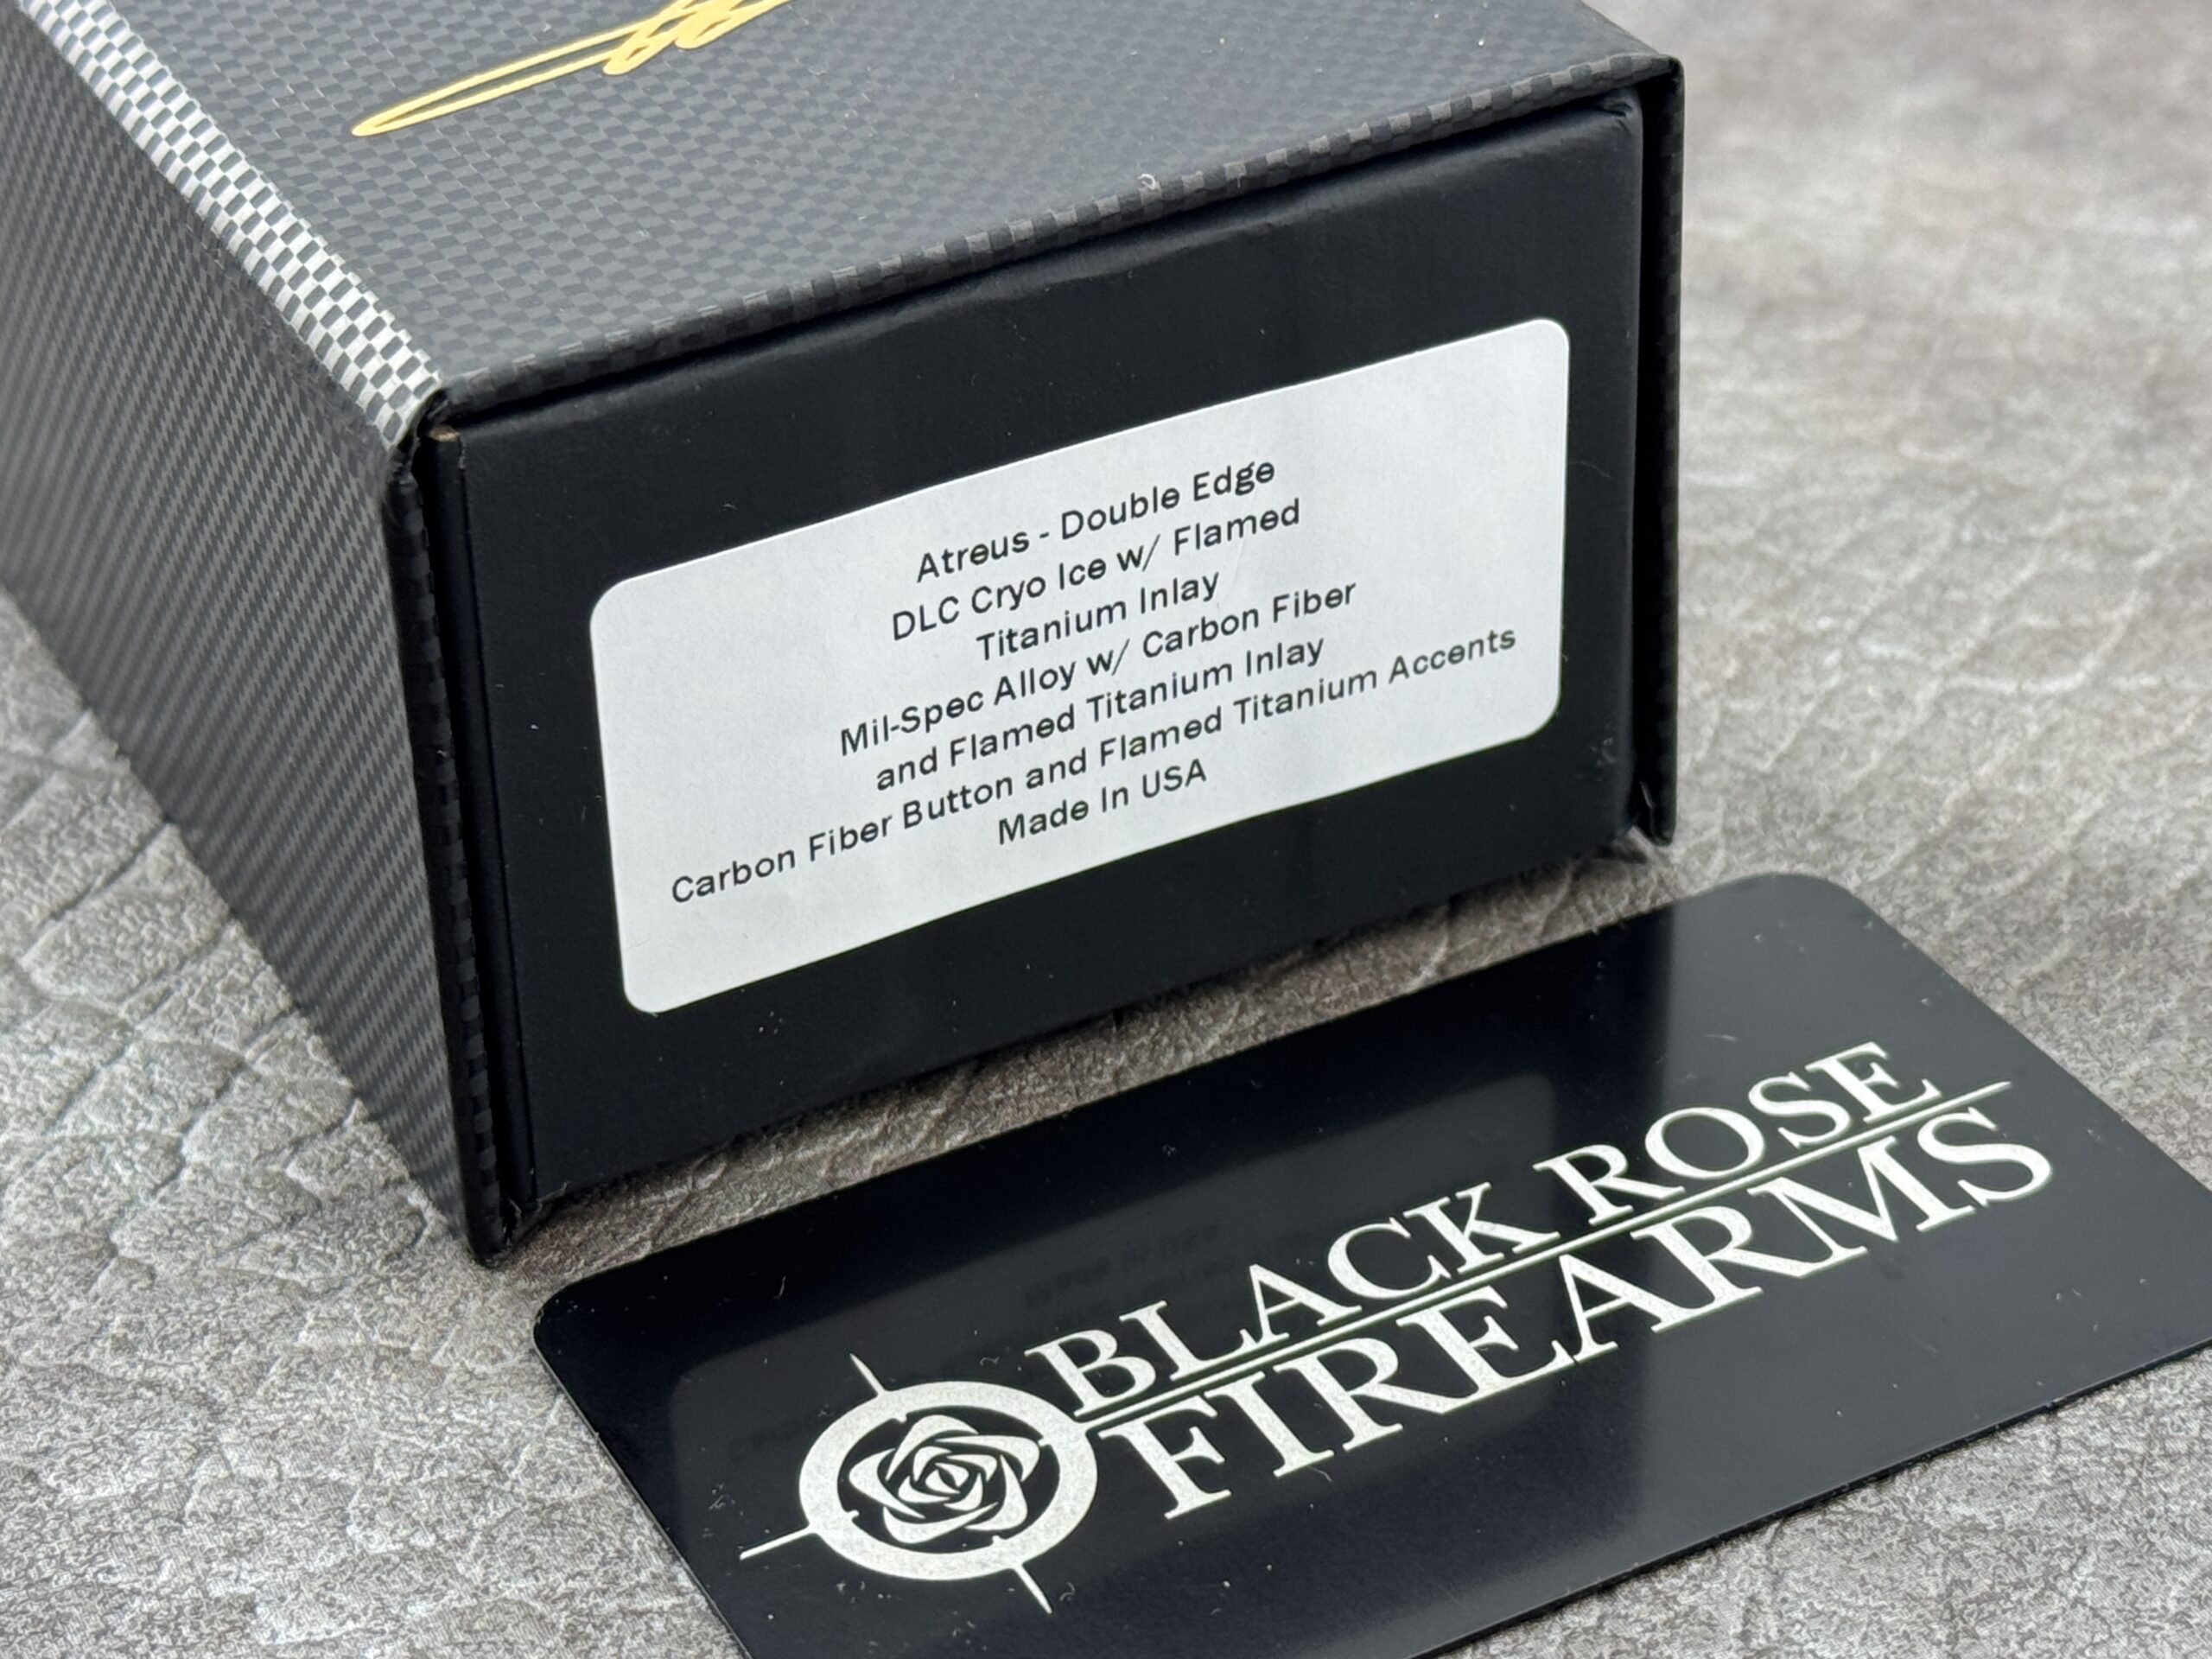 Atreus - Double Edge
DLC Cryo Ice w/ Flamed
Titanium Inlay
Mil-Spec Alloy w/ Carbon Fiber
and Flamed Titanium Inlay
Carbon Fiber Button and Flamed Titanium Accents
Made In USA
BLACK ROSE
FIREARMS